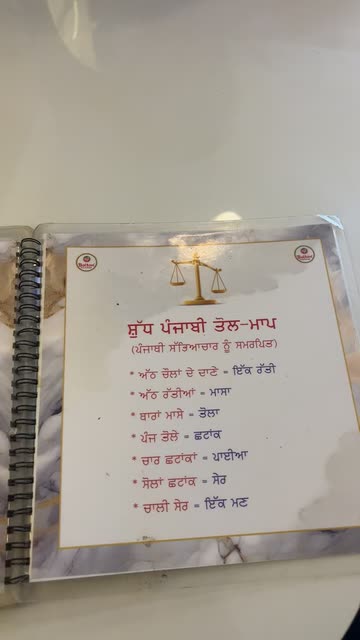 ਸ਼ੁੱਧ ਪੰਜਾਬੀ ਤੋਲ-ਮਾਪ
(ਪੰਜਾਬੀ ਸੱਭਿਆਚਾਰ ਨੂੰ ਸਮਰਪਿਤ)
* ਅੱਠ ਚੌਲਾਂ ਦੇ ਦਾਣੇ = ਇੱਕ ਰੱਤੀ
* ਅੱਠ ਰੱਤੀਆਂ = ਮਾਸਾ
* ਬਾਰਾਂ ਮਾਸੇ = ਤੋਲਾ
* ਪੰਜ ਤੋਲੇ = ਛਟਾਂਕ
* ਚਾਰ ਛਟਾਂਕਾਂ = ਪਾਈਆ
* ਸੋਲਾਂ ਛਟਾਂਕ = ਸੇਰ
* ਚਾਲੀ ਸੇਰ = ਇੱਕ ਮਣ